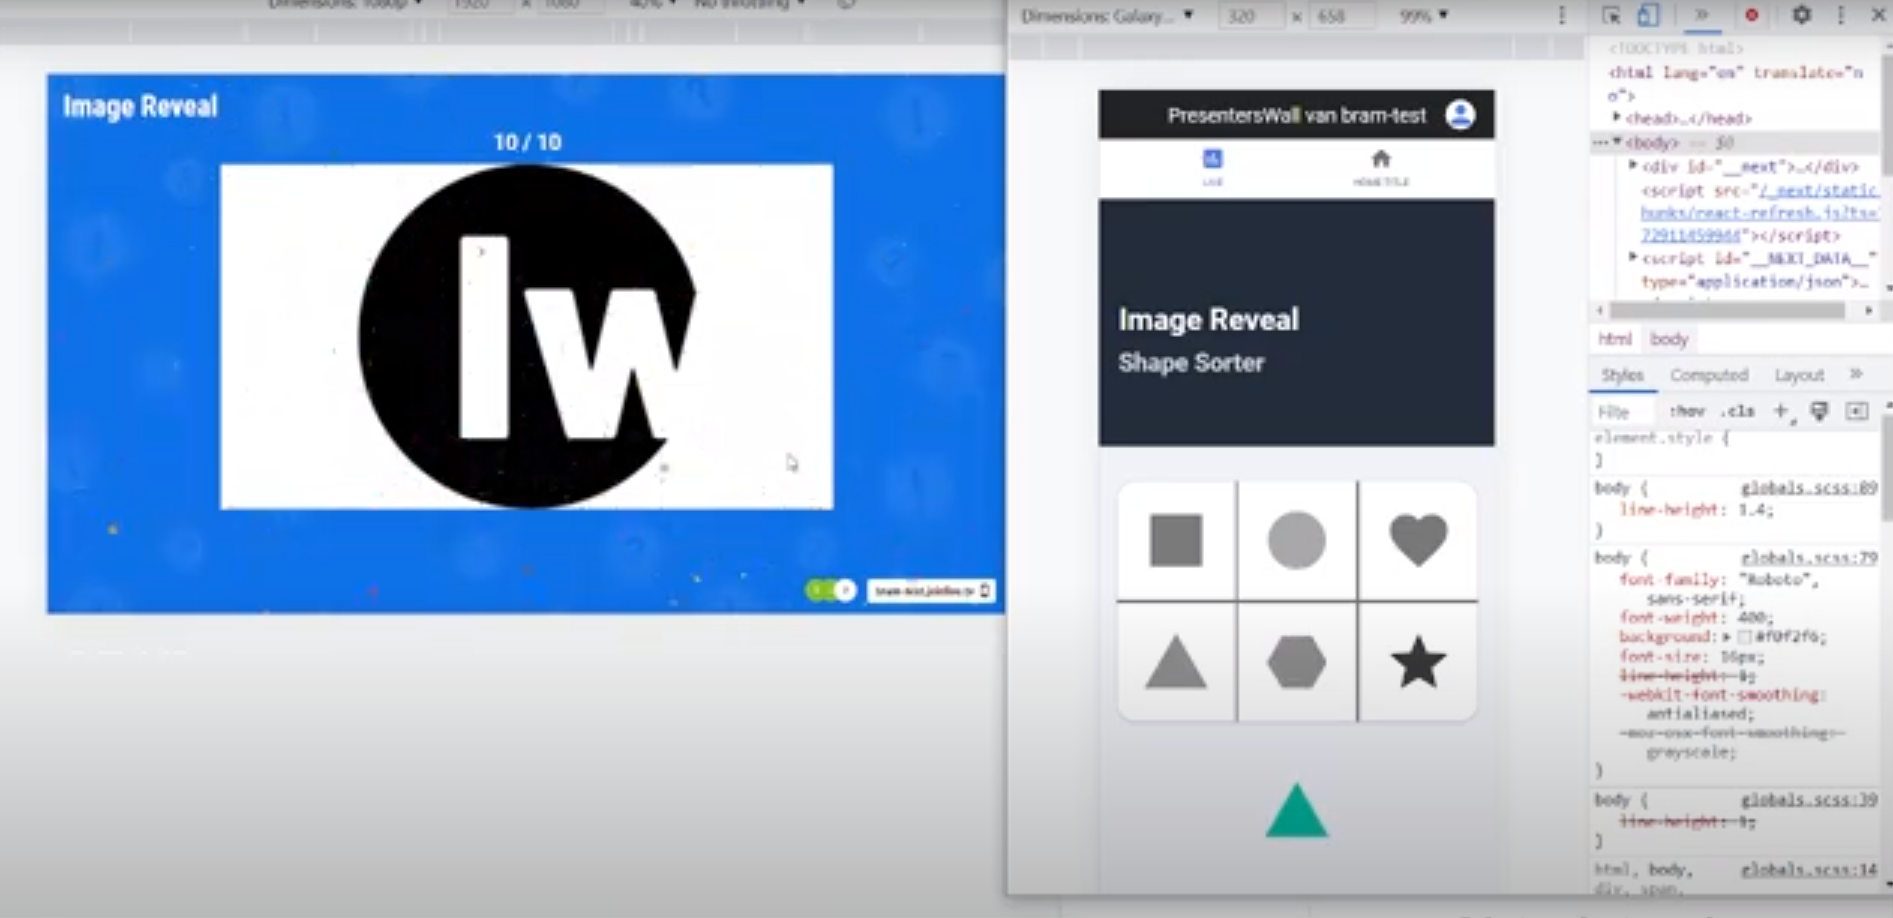 Dimensions: 1080p 1920 x 1080 40% No throttling
Image Reveal
10 / 10
Iw
Dimensions: Galaxy... 320 x 658 99%
PresentersWall van bram-test
LIVE
HOME TITLE
Image Reveal
Shape Sorter
<!DOCTYPE html>
<html lang="en" translate="n
o">
<head>…</head>
<body> == $0
<div id="__next">…</div>
<script src="/_next/static
hunks/react-refresh.js?ts=
"></script>
<script id="__NEXT_DATA__"
type="application/json">…
html body
Styles Computed Layout
Filte :hov .cls
element.style {
}
body { globals.scss:89
line-height: 1.4;
}
body { globals.scss:79
font-family: "Roboto",
sans-serif;
font-weight: 400;
background: #f0f2f6;
font-size: 16px;
line-height: 1;
-webkit-font-smoothing:
antialiased;
-moz-osx-font-smoothing:
grayscale;
}
body { globals.scss:39
line-height: 1;
}
html, body, globals.scss:14
div, span,